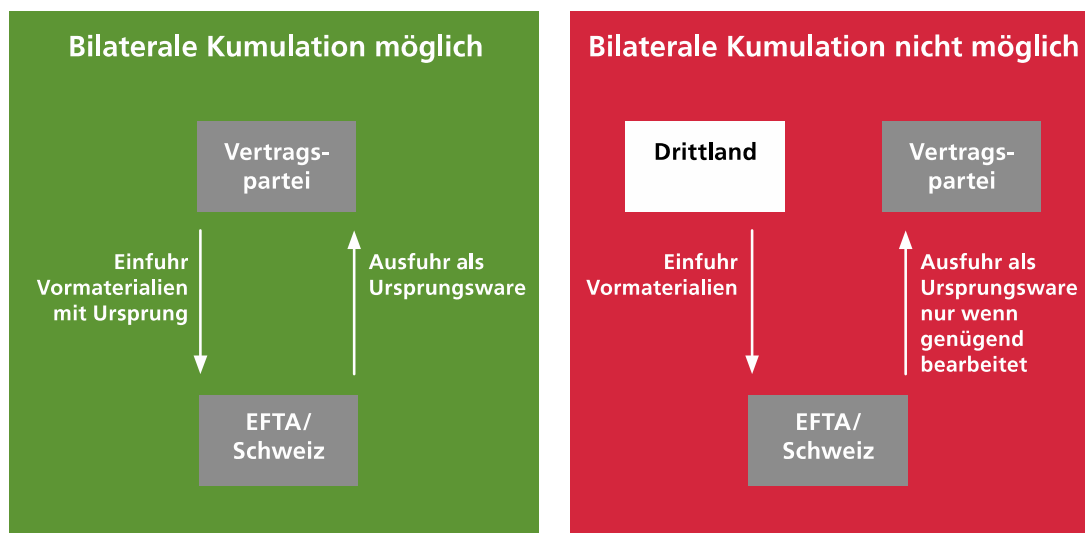 Bilaterale Kumulation möglich
Vertrags-
partei
Einfuhr
Vormaterialien
mit Ursprung
Ausfuhr als
Ursprungsware
EFTA/
Schweiz
Bilaterale Kumulation nicht möglich
Drittland
Vertrags-
partei
Einfuhr
Vormaterialien
Ausfuhr als
Ursprungsware
nur wenn
genügend
bearbeitet
EFTA/
Schweiz